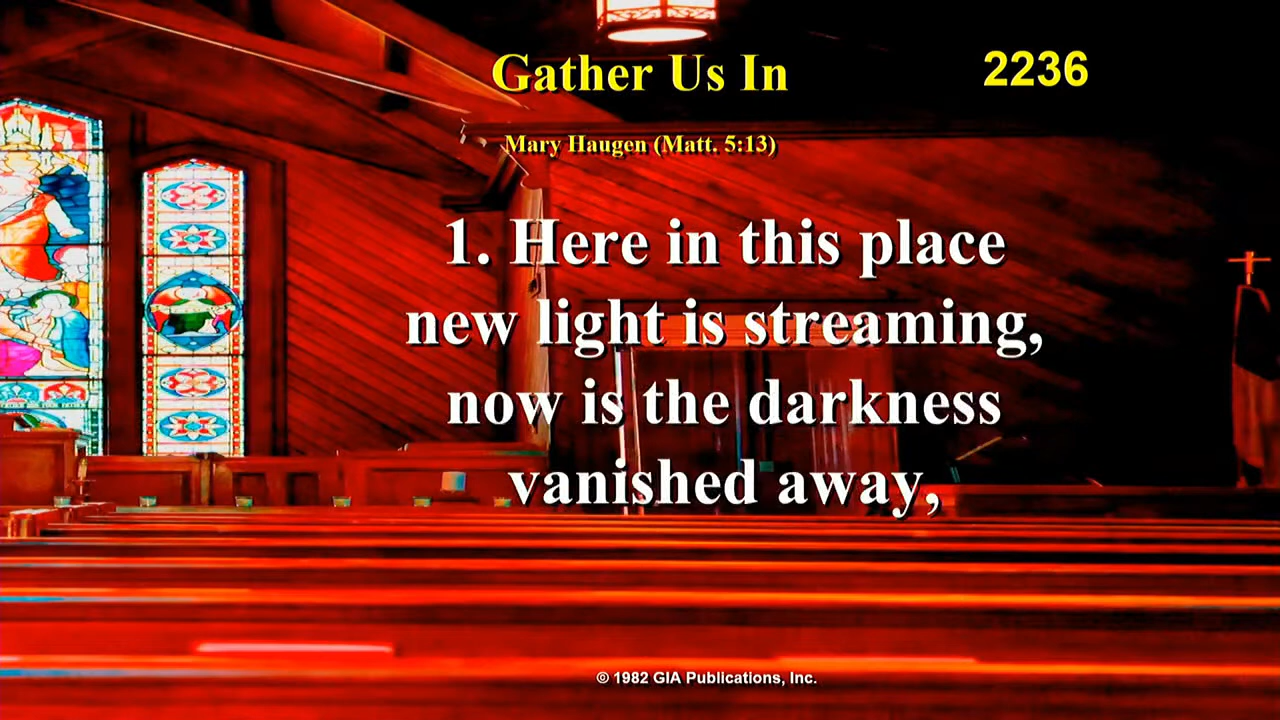 Gather Us In
2236
Mary Haugen (Matt. 5:13)
1. Here in this place
new light is streaming,
now is the darkness
vanished away,
© 1982 GIA Publications, Inc.